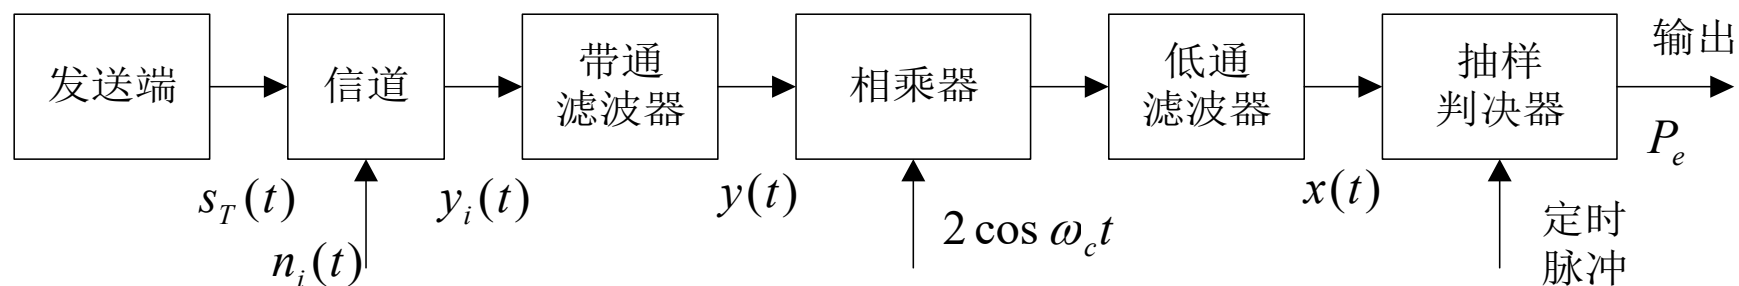 发送端
信道
带通
滤波器
相乘器
低通
滤波器
抽样
判决器
输出
P_e
s_T(t)
y_i(t)
y(t)
x(t)
n_i(t)
2 cos ω_c t
定时
脉冲